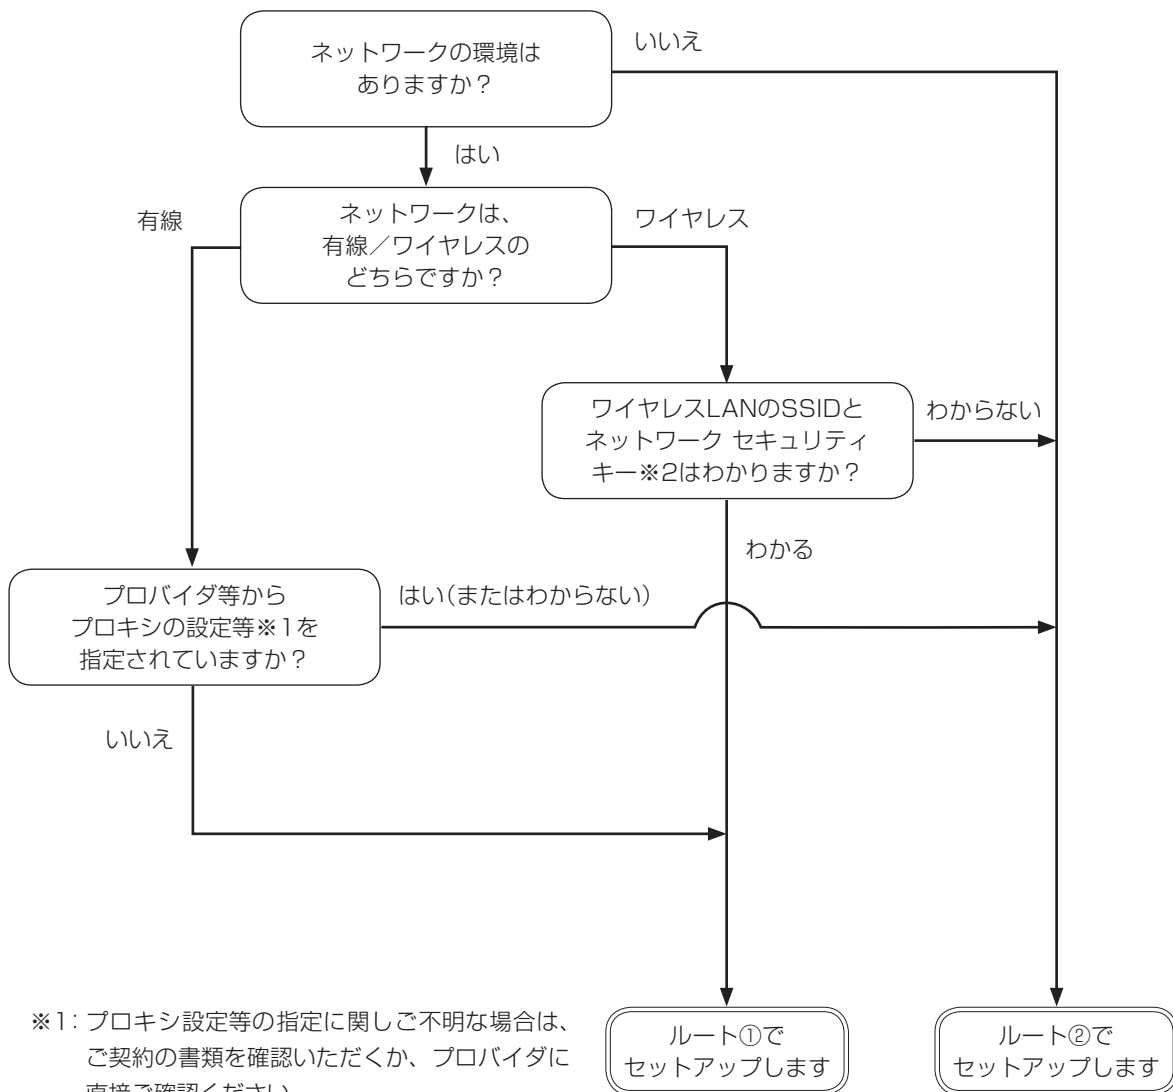 ネットワークの環境は
ありますか？
いいえ
はい
ネットワークは、
有線／ワイヤレスの
どちらですか？
有線
ワイヤレス
ワイヤレスLANのSSIDと
ネットワーク セキュリティ
キー※2はわかりますか？
わからない
わかる
プロバイダ等から
プロキシの設定等※1を
指定されていますか？
はい（またはわからない）
いいえ
※1：プロキシ設定等の指定に関しご不明な場合は、
ご契約の書類を確認いただくか、プロバイダに
直接ご確認ください。
ルート①で
セットアップします
ルート②で
セットアップします